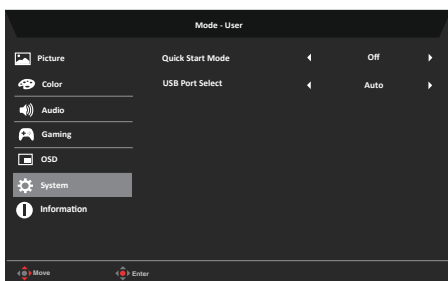 Mode - User
Picture
Quick Start Mode
Off
Color
USB Port Select
Auto
Audio
Gaming
OSD
System
Information
Move
Enter